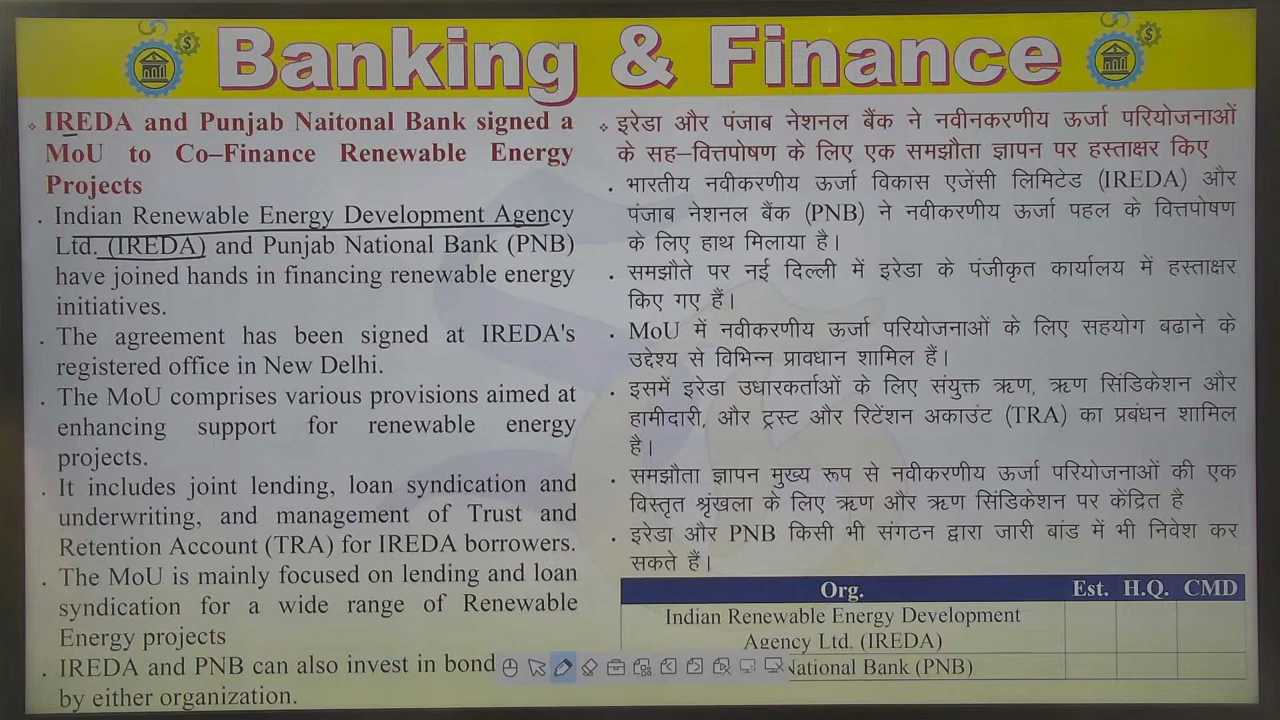 Banking & Finance
IREDA and Punjab Naitonal Bank signed a
MoU to Co–Finance Renewable Energy
Projects
Indian Renewable Energy Development Agency
Ltd. (IREDA) and Punjab National Bank (PNB)
have joined hands in financing renewable energy
initiatives.
The agreement has been signed at IREDA's
registered office in New Delhi.
The MoU comprises various provisions aimed at
enhancing support for renewable energy
projects.
It includes joint lending, loan syndication and
underwriting, and management of Trust and
Retention Account (TRA) for IREDA borrowers.
The MoU is mainly focused on lending and loan
syndication for a wide range of Renewable
Energy projects
IREDA and PNB can also invest in bond
by either organization.
इरेडा और पंजाब नेशनल बैंक ने नवीनकरणीय ऊर्जा परियोजनाओं
के सह–वित्तपोषण के लिए एक समझौता ज्ञापन पर हस्ताक्षर किए
भारतीय नवीकरणीय ऊर्जा विकास एजेंसी लिमिटेड (IREDA) और
पंजाब नेशनल बैंक (PNB) ने नवीकरणीय ऊर्जा पहल के वित्तपोषण
के लिए हाथ मिलाया है।
समझौते पर नई दिल्ली में इरेडा के पंजीकृत कार्यालय में हस्ताक्षर
किए गए हैं।
MoU में नवीकरणीय ऊर्जा परियोजनाओं के लिए सहयोग बढाने के
उद्देश्य से विभिन्न प्रावधान शामिल हैं।
इसमें इरेडा उधारकर्ताओं के लिए संयुक्त ऋण, ऋण सिंडिकेशन और
हामीदारी, और ट्रस्ट और रिटेंशन अकाउंट (TRA) का प्रबंधन शामिल
है।
समझौता ज्ञापन मुख्य रूप से नवीकरणीय ऊर्जा परियोजनाओं की एक
विस्तृत श्रृंखला के लिए ऋण और ऋण सिंडिकेशन पर केंद्रित है
इरेडा और PNB किसी भी संगठन द्वारा जारी बांड में भी निवेश कर
सकते हैं।
Org. Est. H.Q. CMD
Indian Renewable Energy Development
Agency Ltd. (IREDA)
National Bank (PNB)